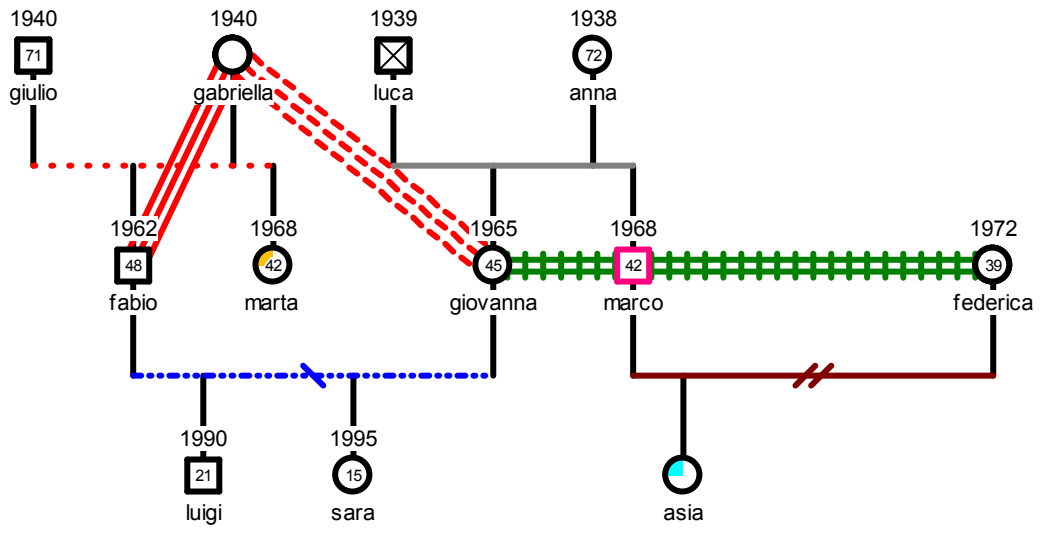 1940 1940 1939 1938
71 72
giulio gabriella luca anna
1962 1968 1965 1968 1972
48 42 45 42 39
fabio marta giovanna marco federica
1990 1995
21 15
luigi sara asia